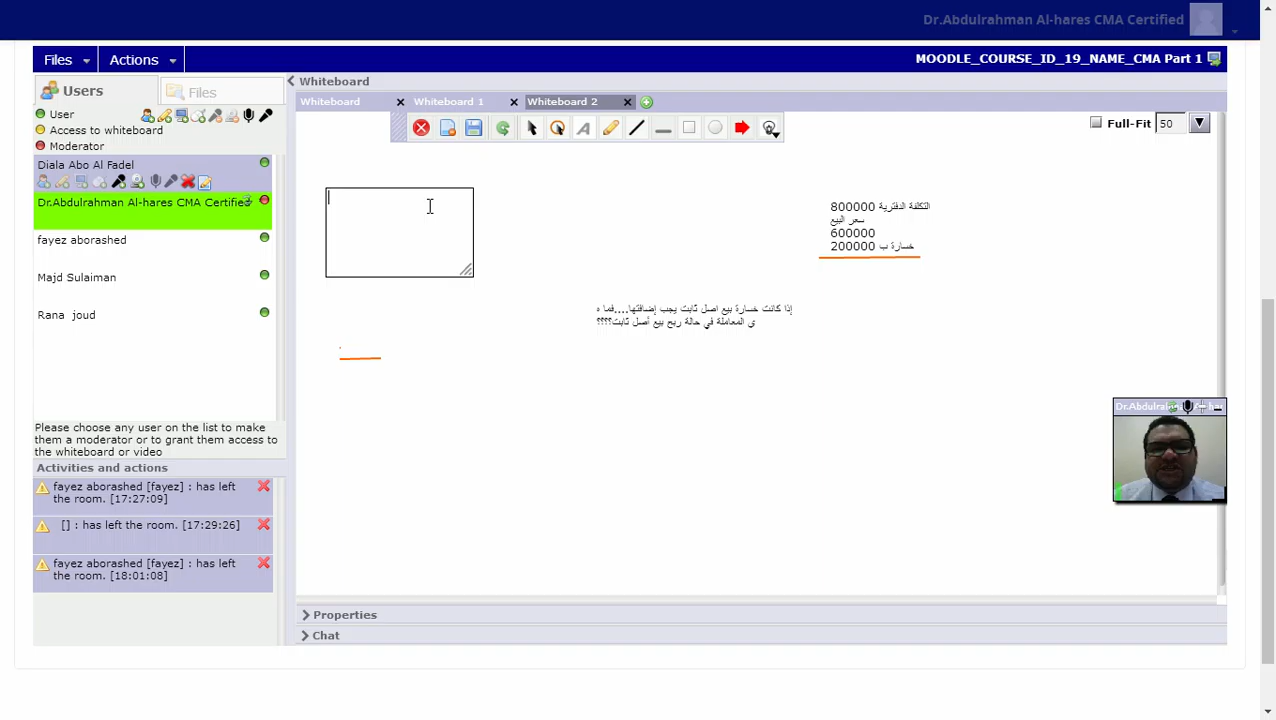 Dr.Abdulrahman Al-hares CMA Certified
Files
Actions
MOODLE_COURSE_ID_19_NAME_CMA Part 1
Users
Files
User
Access to whiteboard
Moderator
Diala Abo Al Fadel
Dr.Abdulrahman Al-hares CMA Certified
fayez aborashed
Majd Sulaiman
Rana joud
Please choose any user on the list to make
them a moderator or to grant them access to
the whiteboard or video
Activities and actions
fayez aborashed [fayez] : has left
the room. [17:27:09]
[] : has left the room. [17:29:26]
fayez aborashed [fayez] : has left
the room. [18:01:08]
Whiteboard
Whiteboard
Whiteboard 1
Whiteboard 2
Full-Fit
50
التكلفة الدفترية 800000
سعر البيع
600000
خسارة ب 200000
إذا كانت خسارة بيع اصل ثابت يجب إضافتها....فما ه
ي المعاملة في حالة ربح بيع أصل ثابت؟؟؟؟
Properties
Chat